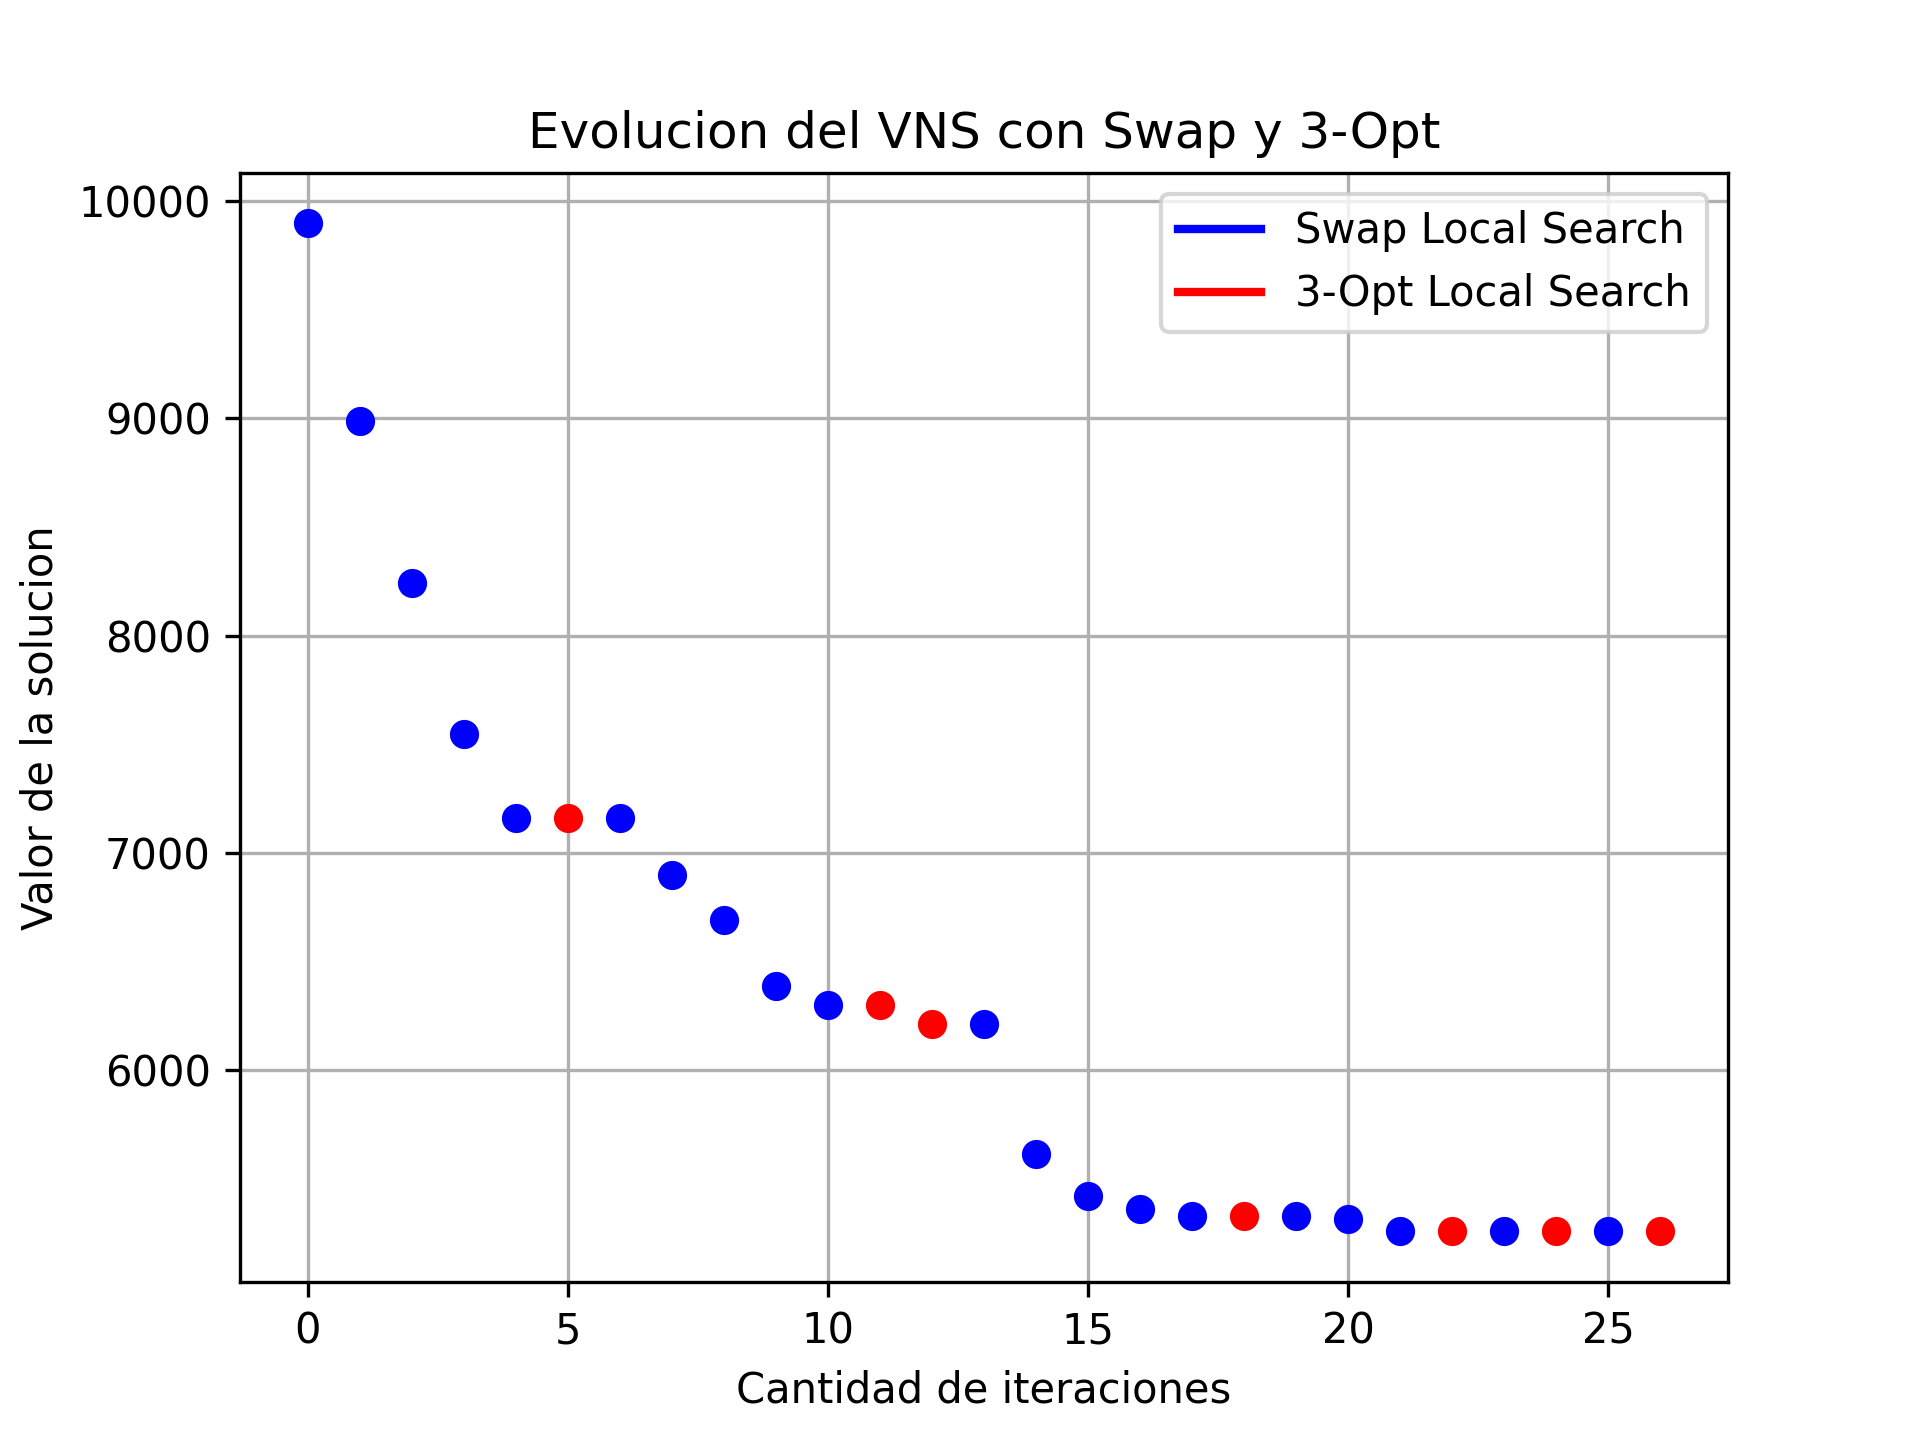 Evolucion del VNS con Swap y 3-Opt
Swap Local Search
3-Opt Local Search
Valor de la solucion
10000
9000
8000
7000
6000
0 5 10 15 20 25
Cantidad de iteraciones